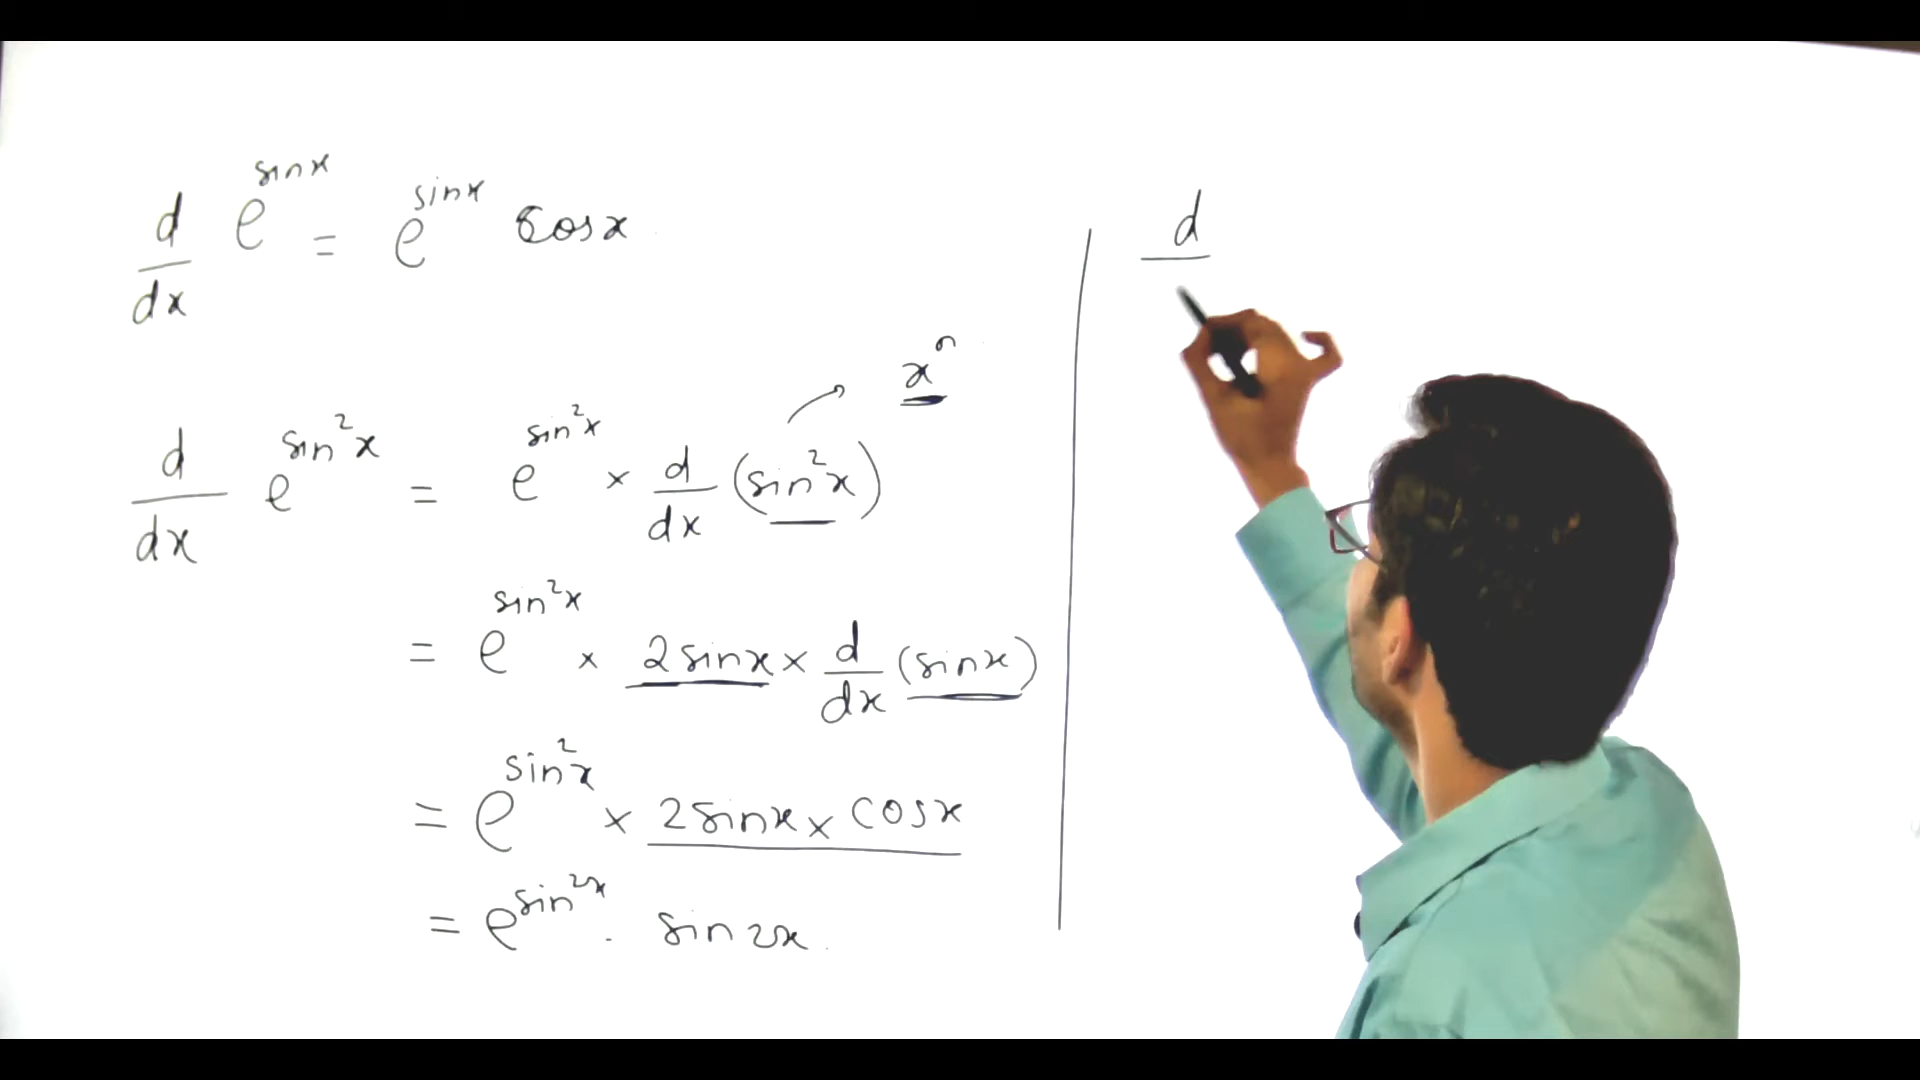 d/dx e^sinx = e^sinx cosx
x^n
d/dx e^sin²x = e^sin²x × d/dx (sin²x)
= e^sin²x × 2sinx × d/dx (sinx)
= e^sin²x × 2sinx × cosx
= e^sin²x . sin2x.
d